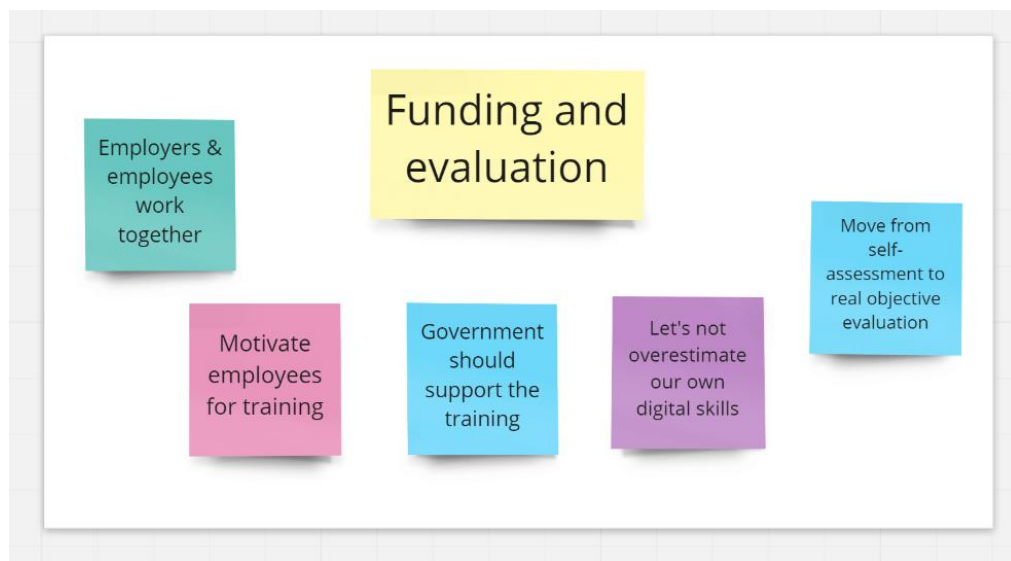 Funding and
evaluation
Employers &
employees
work
together
Motivate
employees
for training
Government
should
support the
training
Let's not
overestimate
our own
digital skills
Move from
self-
assessment to
real objective
evaluation